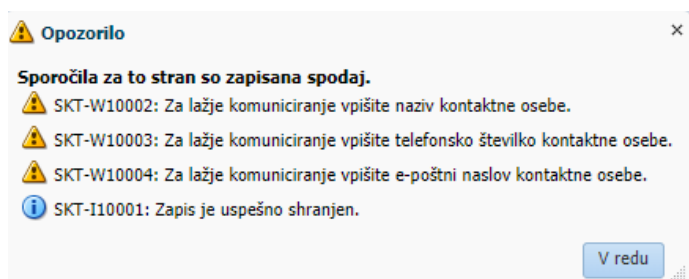 Opozorilo
Sporočila za to stran so zapisana spodaj.
SKT-W10002: Za lažje komuniciranje vpišite naziv kontaktne osebe.
SKT-W10003: Za lažje komuniciranje vpišite telefonsko številko kontaktne osebe.
SKT-W10004: Za lažje komuniciranje vpišite e-poštni naslov kontaktne osebe.
SKT-I10001: Zapis je uspešno shranjen.
V redu